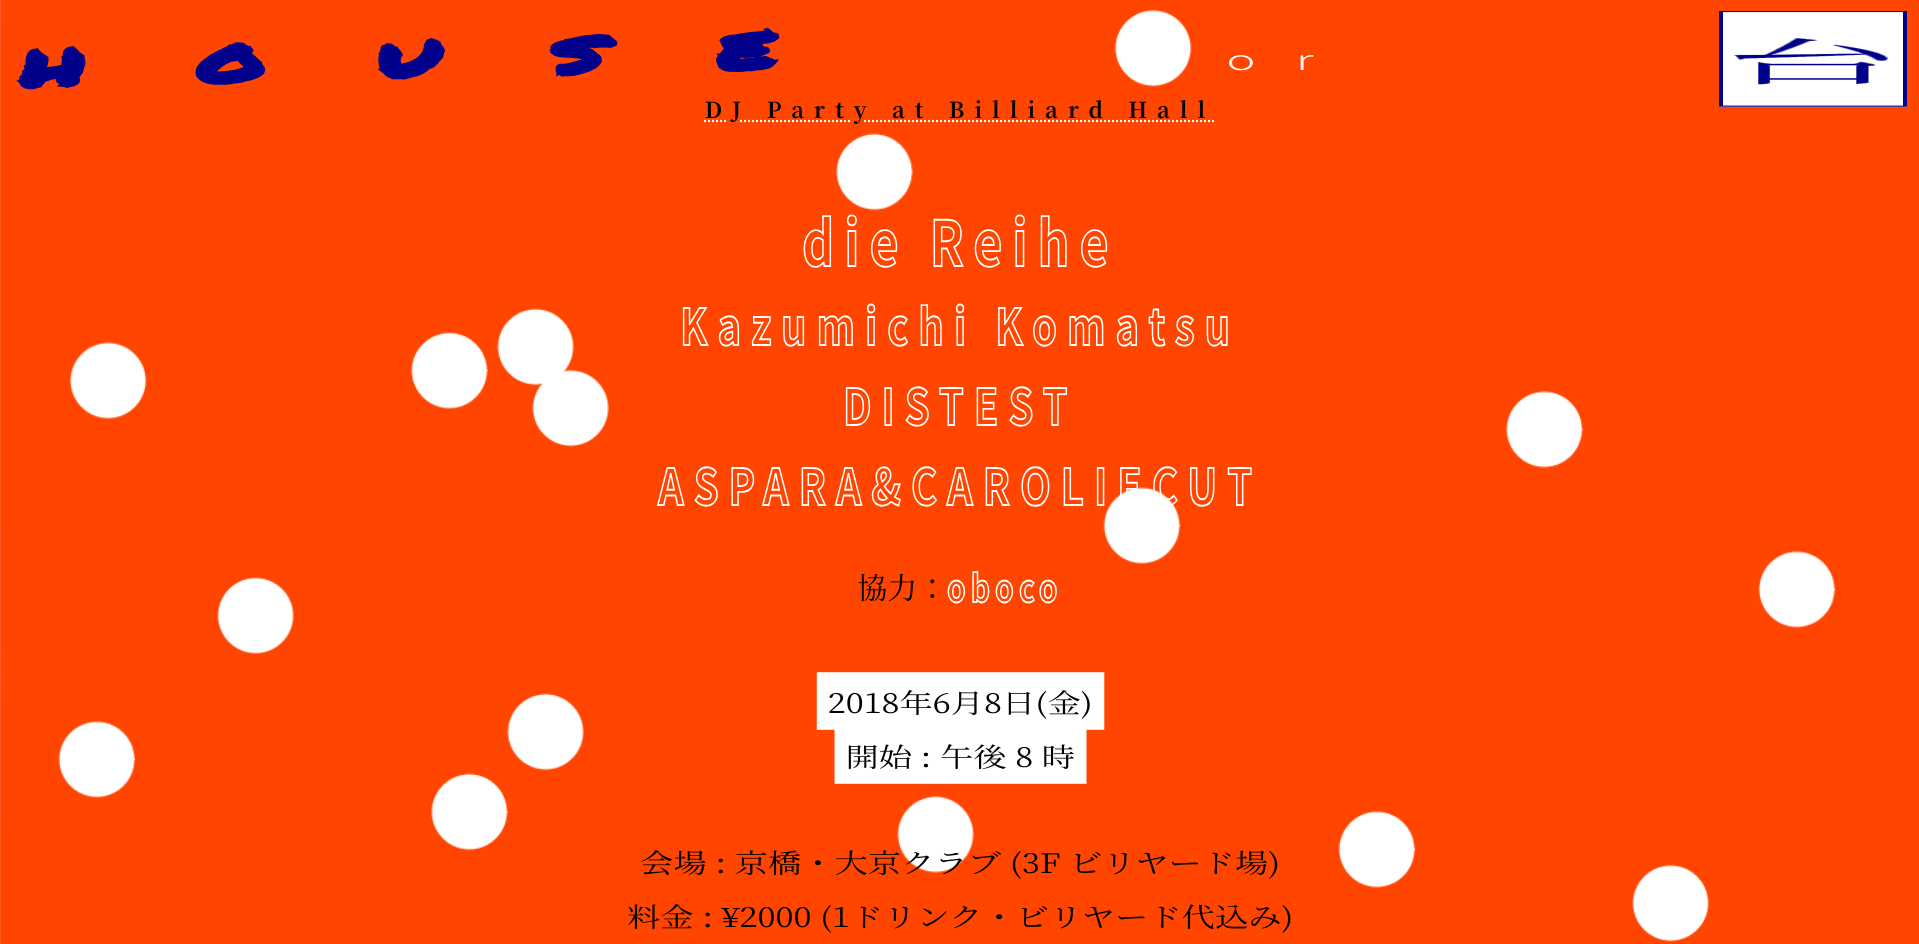 HOUSE or
DJ Party at Billiard Hall
die Reihe
Kazumichi Komatsu
DISTEST
ASPARA&CAROLIECUT
協力：oboco
2018年6月8日(金)
開始 : 午後 8 時
会場 : 京橋・大京クラブ (3F ビリヤード場)
料金 : ¥2000 (1ドリンク・ビリヤード代込み)